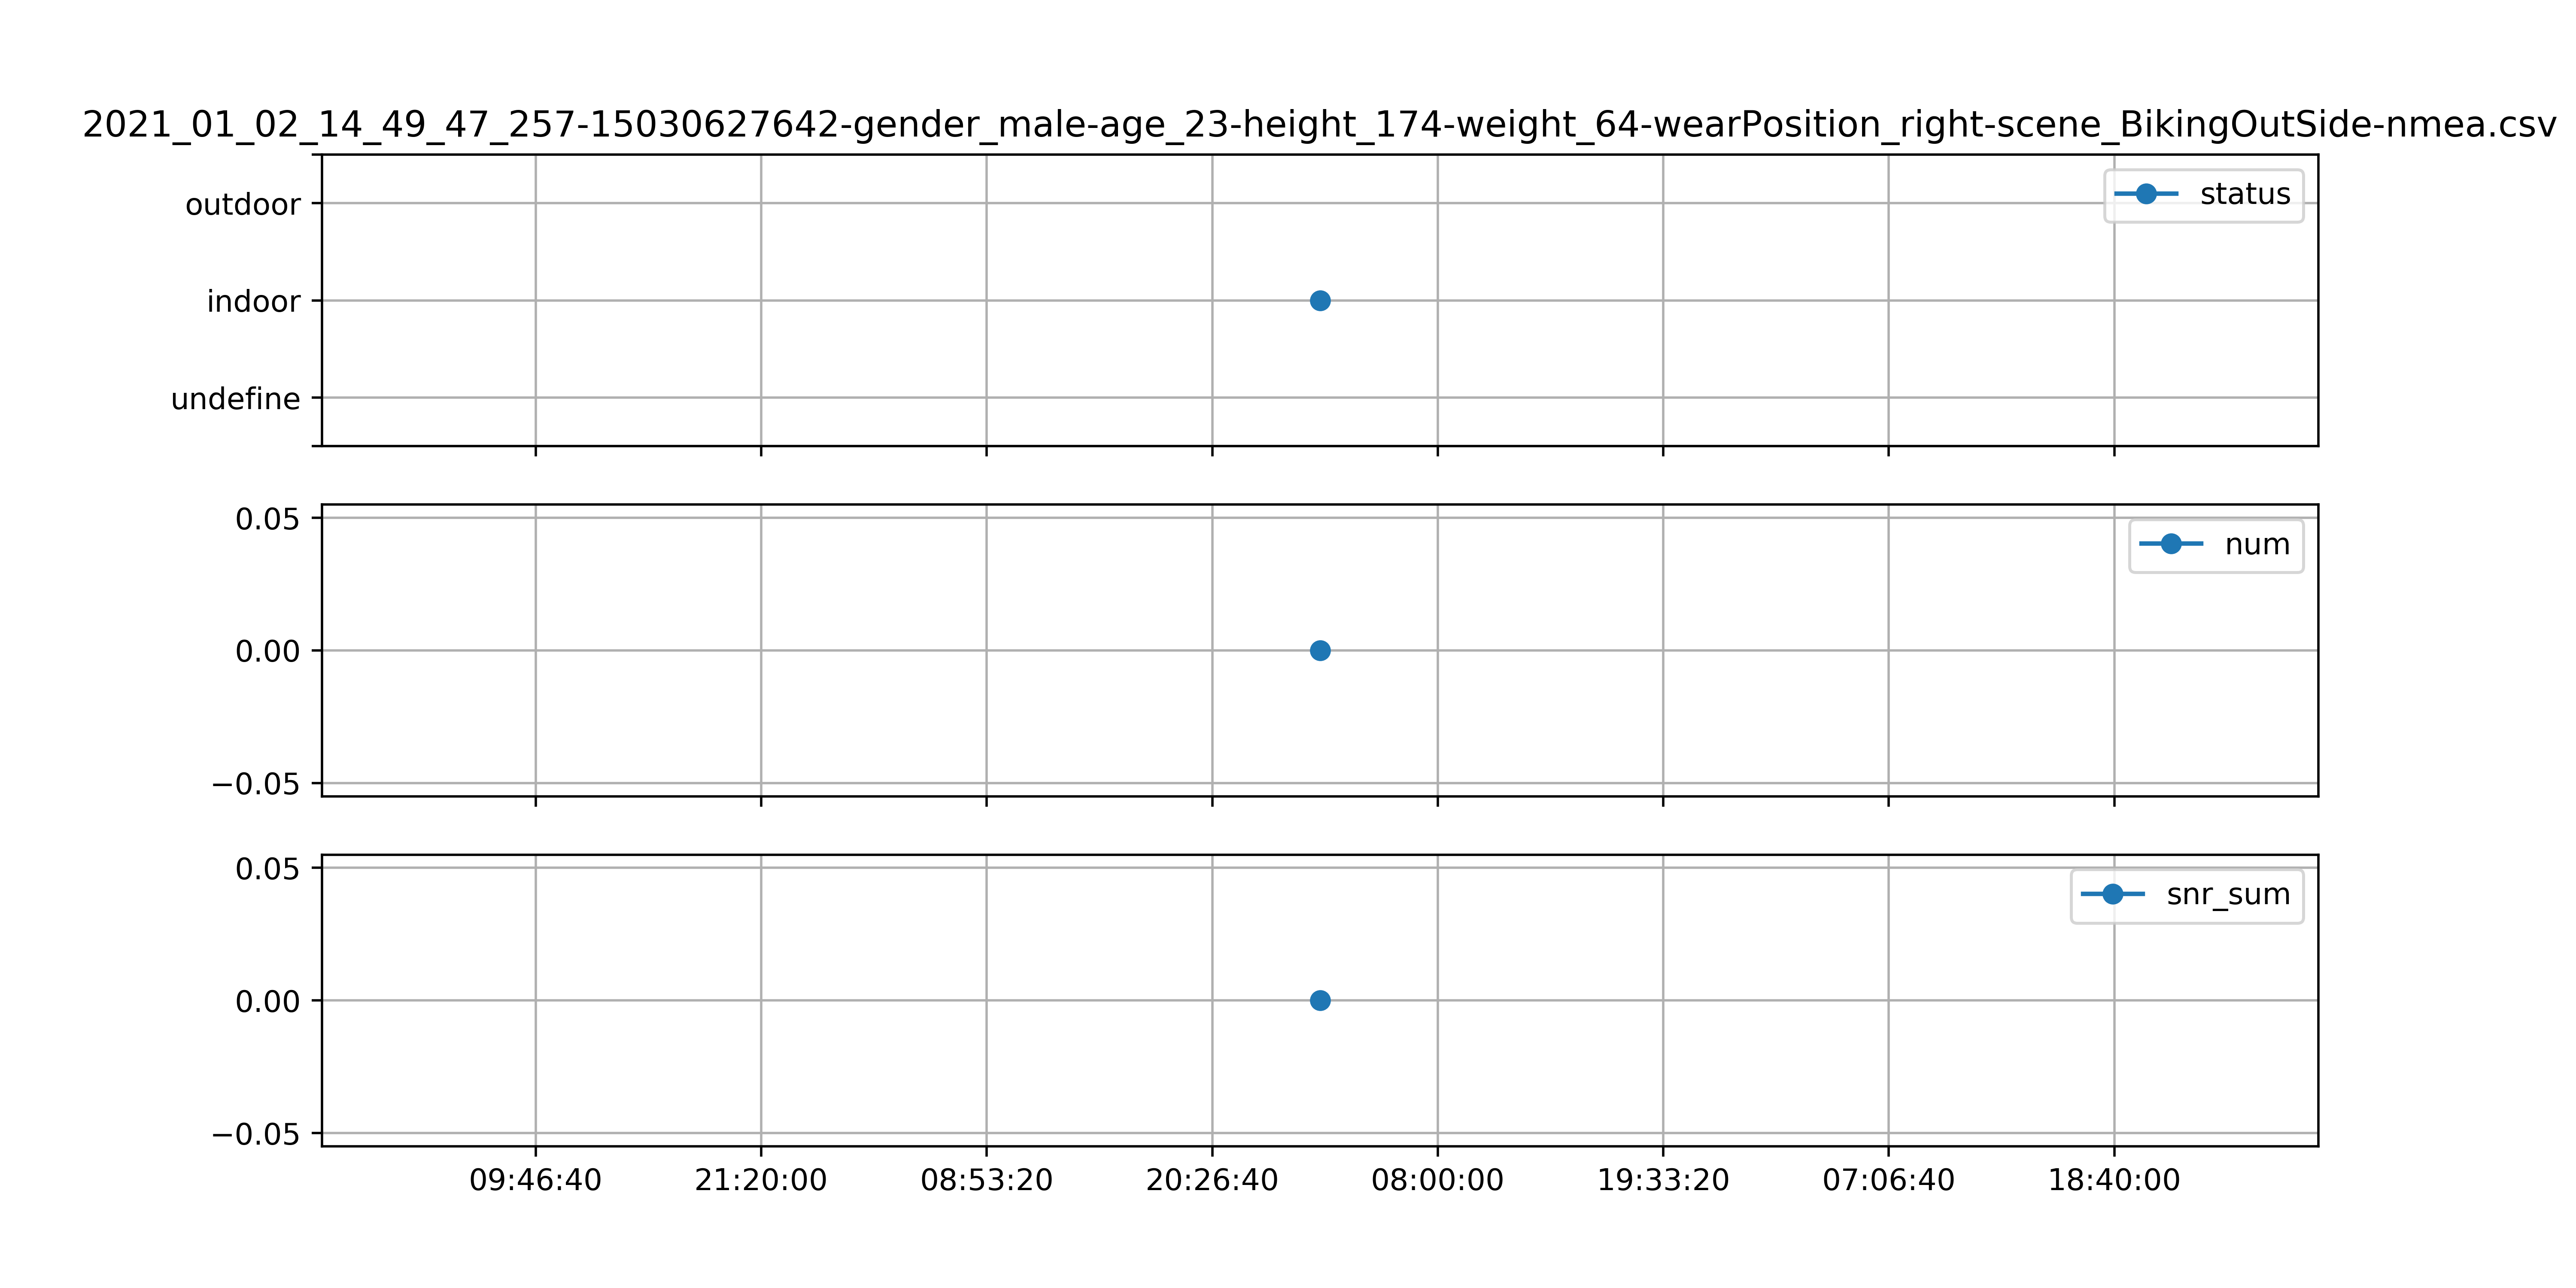 2021_01_02_14_49_47_257-15030627642-gender_male-age_23-height_174-weight_64-wearPosition_right-scene_BikingOutSide-nmea.csv
outdoor
indoor
undefine
status
0.05
0.00
−0.05
num
0.05
0.00
−0.05
snr_sum
09:46:40 21:20:00 08:53:20 20:26:40 08:00:00 19:33:20 07:06:40 18:40:00